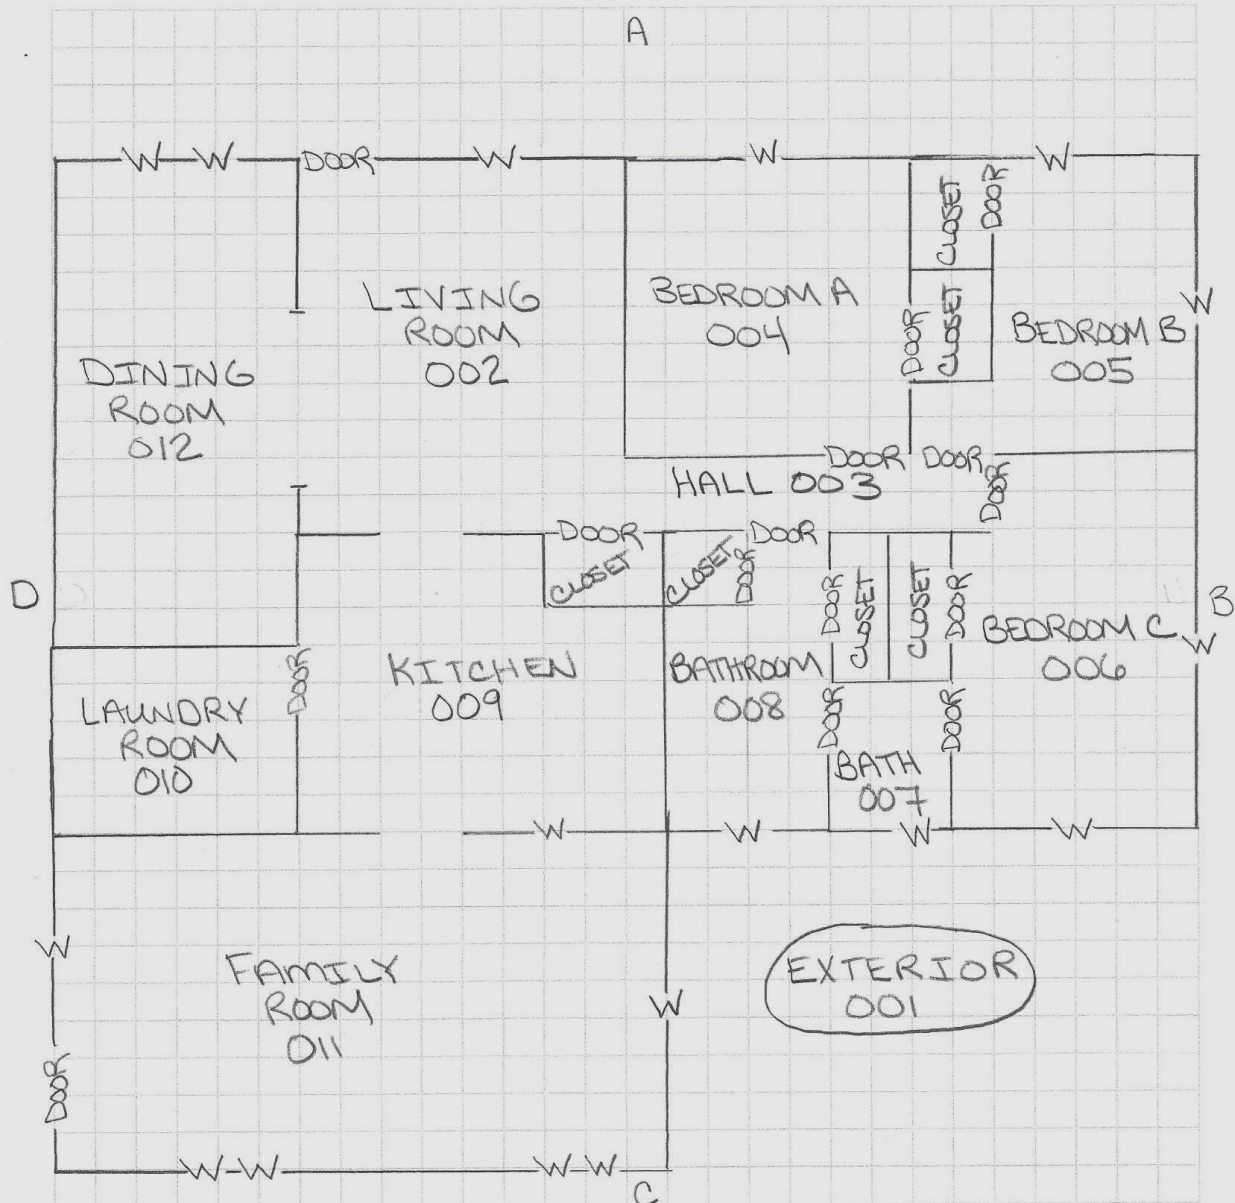 A
W W DOOR W W W
CLOSET
DOOR
LIVING
ROOM
002
BEDROOM A
004
DOOR
CLOSET
W
BEDROOM B
005
DINING
ROOM
012
DOOR DOOR
DOOR
HALL 003
DOOR
CLOSET
CLOSET
DOOR
DOOR
DOOR
CLOSET
CLOSET
DOOR
D
B
BEDROOM C
006
W
KITCHEN
009
BATHROOM
008
DOOR
LAUNDRY
ROOM
010
DOOR
DOOR
BATH
007
W W W W
W
FAMILY
ROOM
011
W
EXTERIOR
001
DOOR
W W W W
C